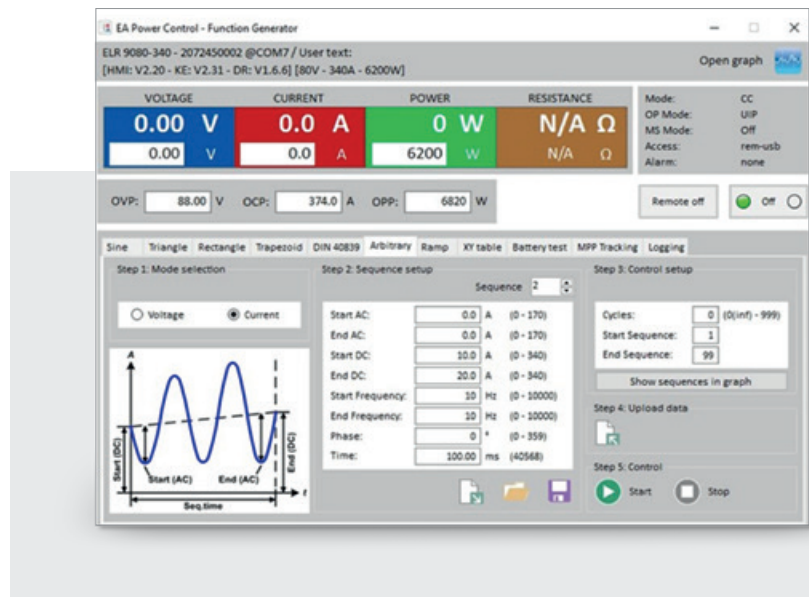 EA Power Control - Function Generator
ELR 9080-340 - 2072450002 @COM7 / User text:
[HMI: V2.20 - KE: V2.31 - DR: V1.6.6] [80V - 340A - 6200W]
Open graph
VOLTAGE CURRENT POWER RESISTANCE
0.00 V 0.0 A 0 W N/A Ω
0.00 V 0.0 A 6200 W N/A Ω
Mode: CC
OP Mode: UIP
MS Mode: Off
Access: rem-usb
Alarm: none
OVP: 88.00 V OCP: 374.0 A OPP: 6820 W
Remote off
Off
Sine Triangle Rectangle Trapezoid DIN 40839 Arbitrary Ramp XY table Battery test MPP Tracking Logging
Step 1: Mode selection
Voltage Current
A
Start (DC)
Start (AC)
End (AC)
End (DC)
t
Seq.time
Step 2: Sequence setup
Sequence 2
Start AC: 0.0 A (0 - 170)
End AC: 0.0 A (0 - 170)
Start DC: 10.0 A (0 - 340)
End DC: 20.0 A (0 - 340)
Start Frequency: 10 Hz (0 - 10000)
End Frequency: 10 Hz (0 - 10000)
Phase: 0 ° (0 - 359)
Time: 100.00 ms (40568)
Step 3: Control setup
Cycles: 0 (0(inf) - 999)
Start Sequence: 1
End Sequence: 99
Show sequences in graph
Step 4: Upload data
Step 5: Control
Start Stop